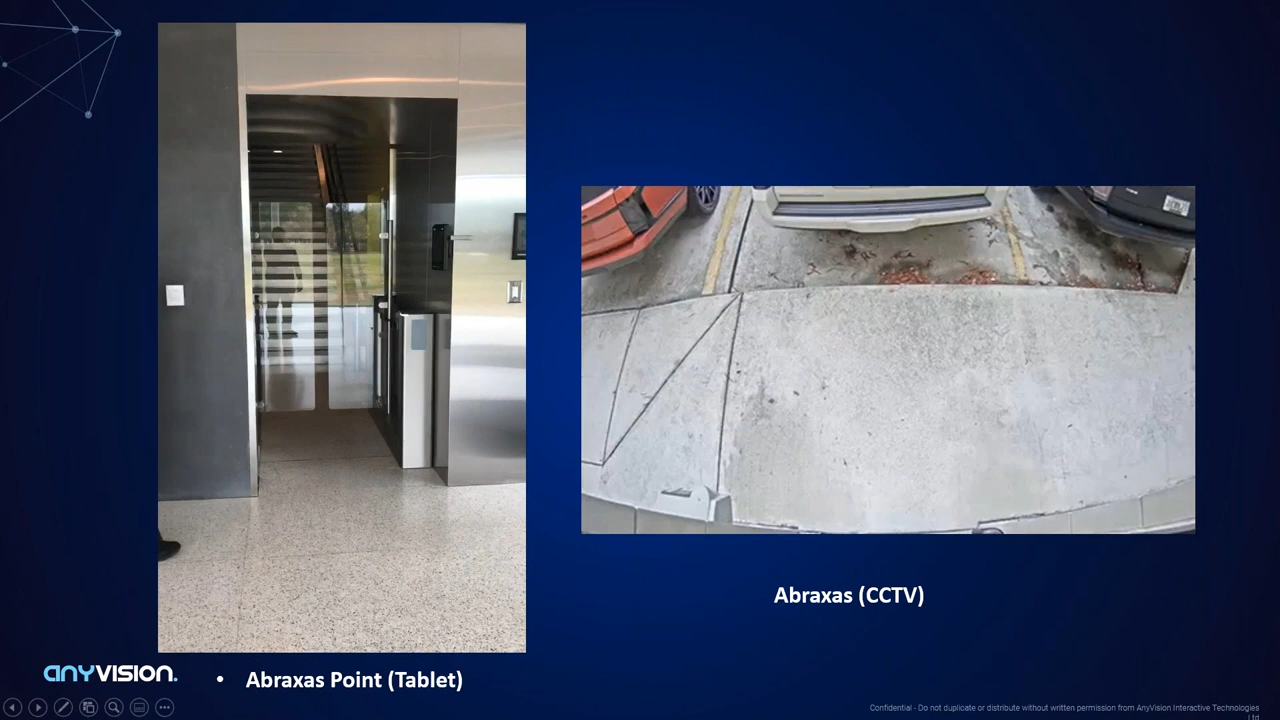 Abraxas (CCTV)
anyvision.
• Abraxas Point (Tablet)
Confidential - Do not duplicate or distribute without written permission from AnyVision Interactive Technologies
Ltd